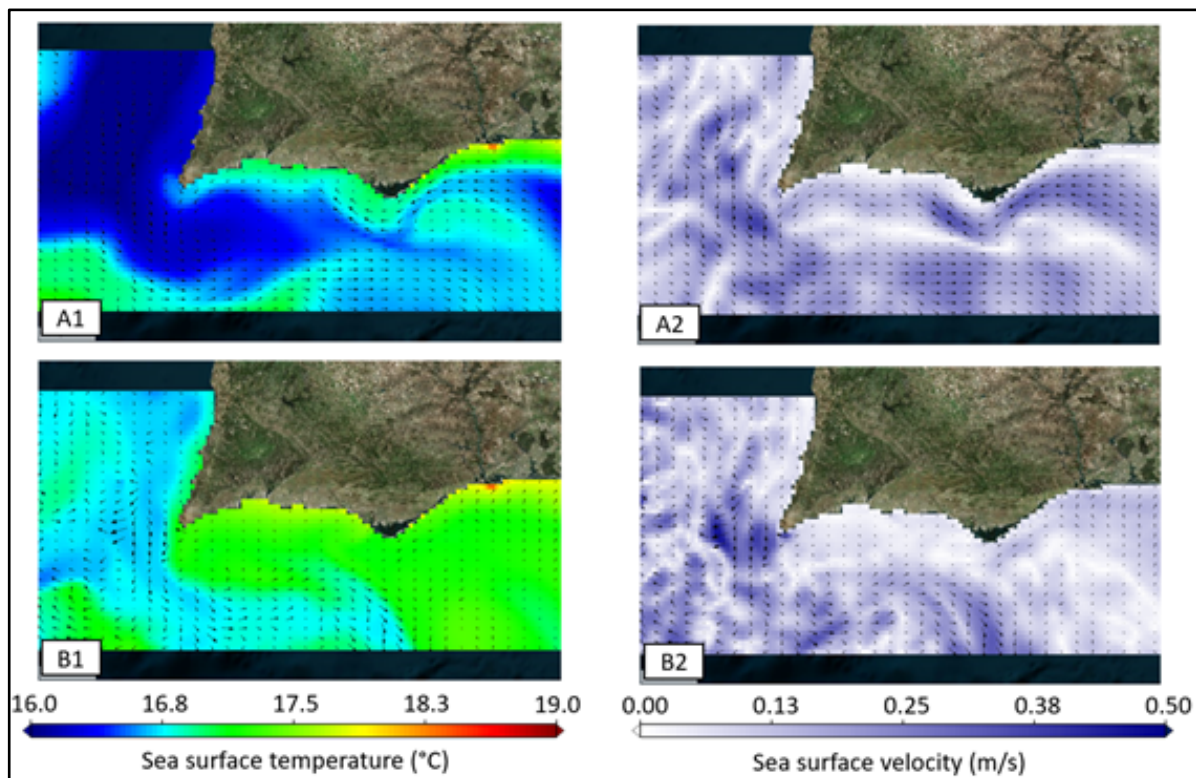 A1
A2
B1
B2
16.0 16.8 17.5 18.3 19.0
Sea surface temperature (°C)
0.00 0.13 0.25 0.38 0.50
Sea surface velocity (m/s)